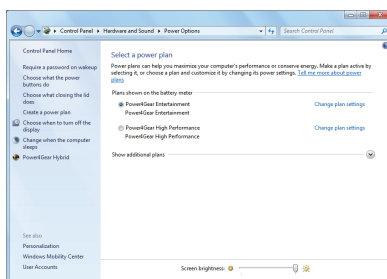 Control Panel ▸ Hardware and Sound ▸ Power Options
Search Control Panel
Control Panel Home
Require a password on wakeup
Choose what the power
buttons do
Choose what closing the lid
does
Create a power plan
Choose when to turn off the
display
Change when the computer
sleeps
Power4Gear Hybrid
See also
Personalization
Windows Mobility Center
User Accounts
Select a power plan
Power plans can help you maximize your computer's performance or conserve energy. Make a plan active by
selecting it, or choose a plan and customize it by changing its power settings. Tell me more about power
plans
Plans shown on the battery meter
Power4Gear Entertainment Change plan settings
Power4Gear Entertainment
Power4Gear High Performance Change plan settings
Power4Gear High Performance
Show additional plans
Screen brightness: